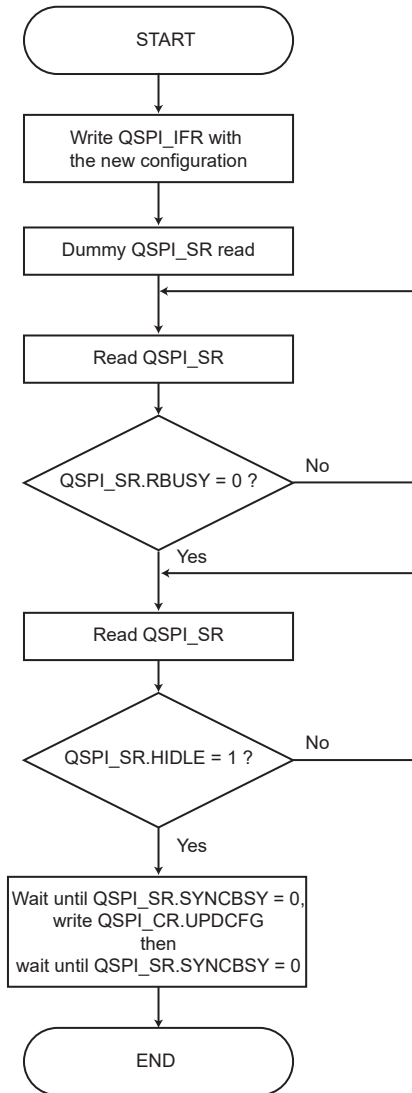 START
Write QSPI_IFR with
the new configuration
Dummy QSPI_SR read
Read QSPI_SR
QSPI_SR.RBUSY = 0 ?
No
Yes
Read QSPI_SR
QSPI_SR.HIDLE = 1 ?
No
Yes
Wait until QSPI_SR.SYNCBSY = 0,
write QSPI_CR.UPDCFG
then
wait until QSPI_SR.SYNCBSY = 0
END